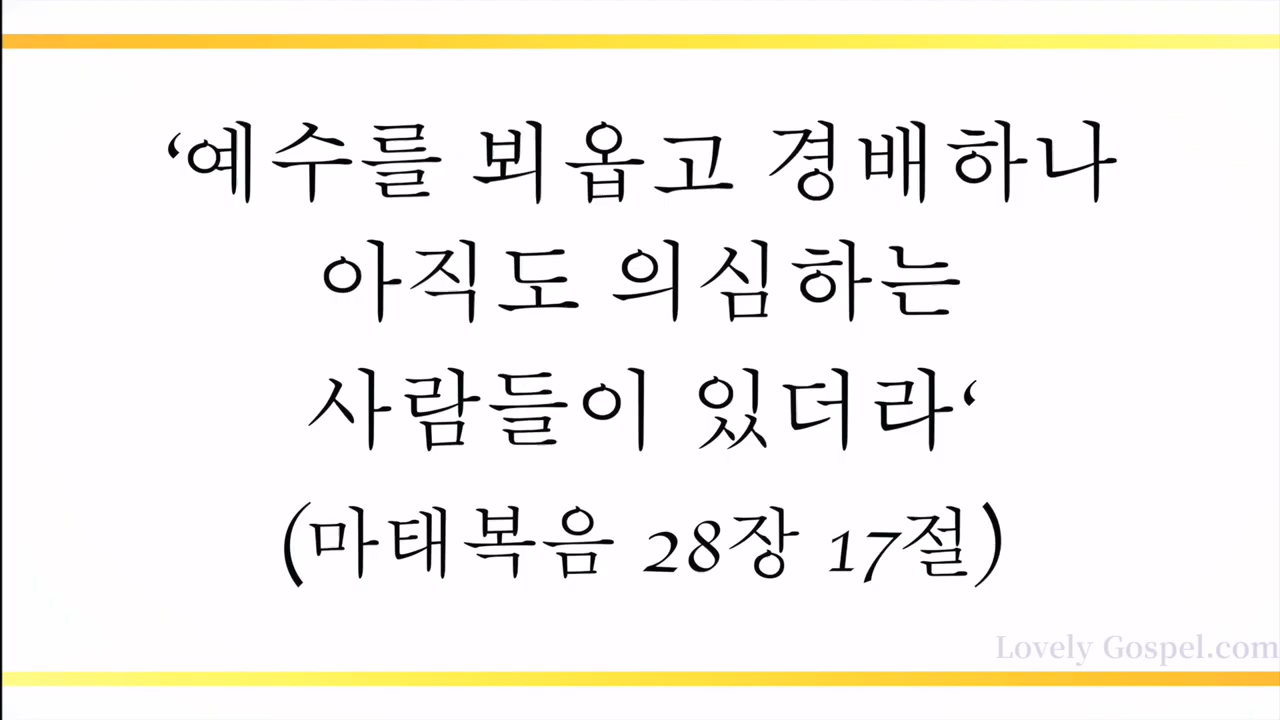 ‘예수를 뵈옵고 경배하나
아직도 의심하는
사람들이 있더라‘
(마태복음 28장 17절)
Lovely Gospel.com